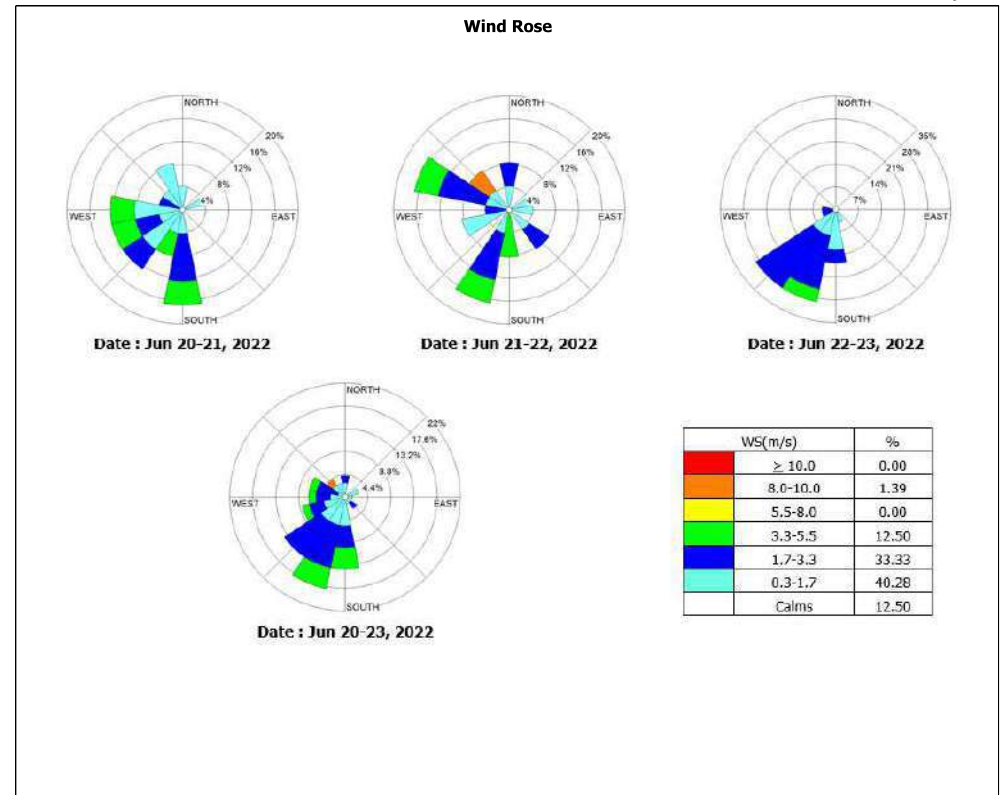 Wind Rose
NORTH
20%
16%
12%
8%
4%
WEST
EAST
SOUTH
Date : Jun 20-21, 2022
NORTH
20%
16%
12%
8%
4%
WEST
EAST
SOUTH
Date : Jun 21-22, 2022
NORTH
35%
28%
21%
14%
7%
WEST
EAST
SOUTH
Date : Jun 22-23, 2022
NORTH
22%
17.6%
13.2%
8.8%
4.4%
WEST
EAST
SOUTH
Date : Jun 20-23, 2022
WS(m/s) %
≥ 10.0 0.00
8.0-10.0 1.39
5.5-8.0 0.00
3.3-5.5 12.50
1.7-3.3 33.33
0.3-1.7 40.28
Calms 12.50